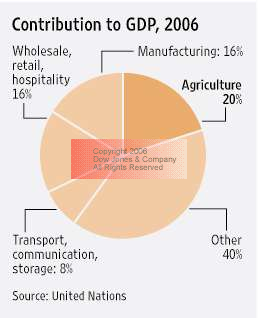 Contribution to GDP, 2006
Wholesale,
retail,
hospitality
16%
Manufacturing: 16%
Agriculture
20%
Copyright 2006
Dow Jones & Company
All Rights Reserved
Transport,
communication,
storage: 8%
Other
40%
Source: United Nations